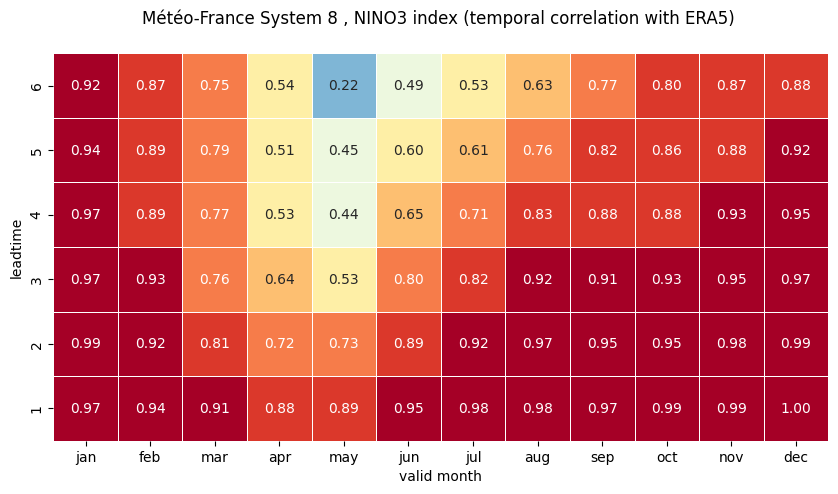 Météo-France System 8 , NINO3 index (temporal correlation with ERA5)
6 0.92 0.87 0.75 0.54 0.22 0.49 0.53 0.63 0.77 0.80 0.87 0.88
5 0.94 0.89 0.79 0.51 0.45 0.60 0.61 0.76 0.82 0.86 0.88 0.92
4 0.97 0.89 0.77 0.53 0.44 0.65 0.71 0.83 0.88 0.88 0.93 0.95
leadtime
3 0.97 0.93 0.76 0.64 0.53 0.80 0.82 0.92 0.91 0.93 0.95 0.97
2 0.99 0.92 0.81 0.72 0.73 0.89 0.92 0.97 0.95 0.95 0.98 0.99
1 0.97 0.94 0.91 0.88 0.89 0.95 0.98 0.98 0.97 0.99 0.99 1.00
jan feb mar apr may jun jul aug sep oct nov dec
valid month